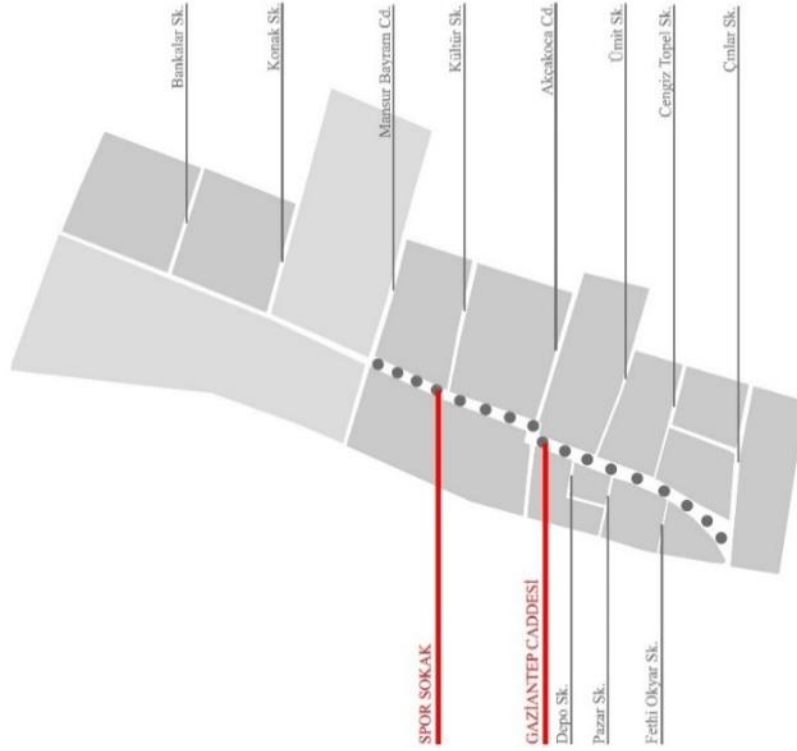 Bankalar Sk.
Konak Sk.
Mansur Bayram Cd.
Kültür Sk.
Akçakoca Cd.
Ümit Sk.
Cengiz Topel Sk.
Çınlar Sk.
SPOR SOKAK
GAZİANTEP CADDESİ
Depo Sk.
Pazar Sk.
Fethi Okyar Sk.